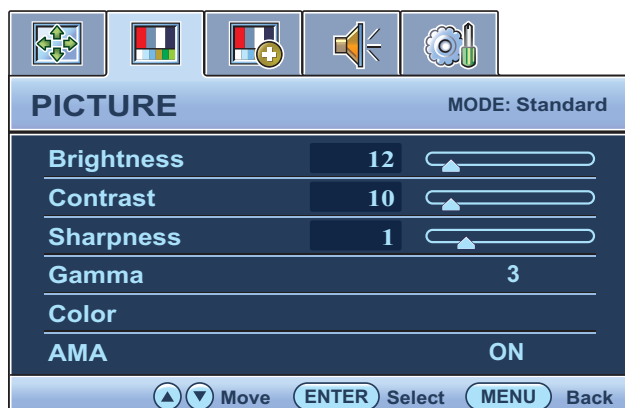 PICTURE MODE: Standard
Brightness 12
Contrast 10
Sharpness 1
Gamma 3
Color
AMA ON
Move ENTER Select MENU Back